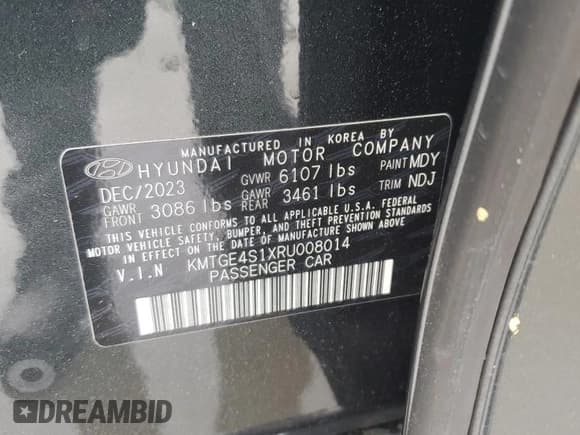 MANUFACTURED IN KOREA BY
HYUNDAI MOTOR COMPANY
DEC/2023 GVWR 6107 lbs PAINT MDY
GAWR FRONT 3086 lbs GAWR REAR 3461 lbs TRIM NDJ
THIS VEHICLE CONFORMS TO ALL APPLICABLE U.S.A. FEDERAL
MOTOR VEHICLE SAFETY, BUMPER, AND THEFT PREVENTION STANDARDS
IN EFFECT ON THE DATE OF MANUFACTURE SHOWN ABOVE
V.I.N KMTGE4S1XRU008014
PASSENGER CAR
DREAMBID